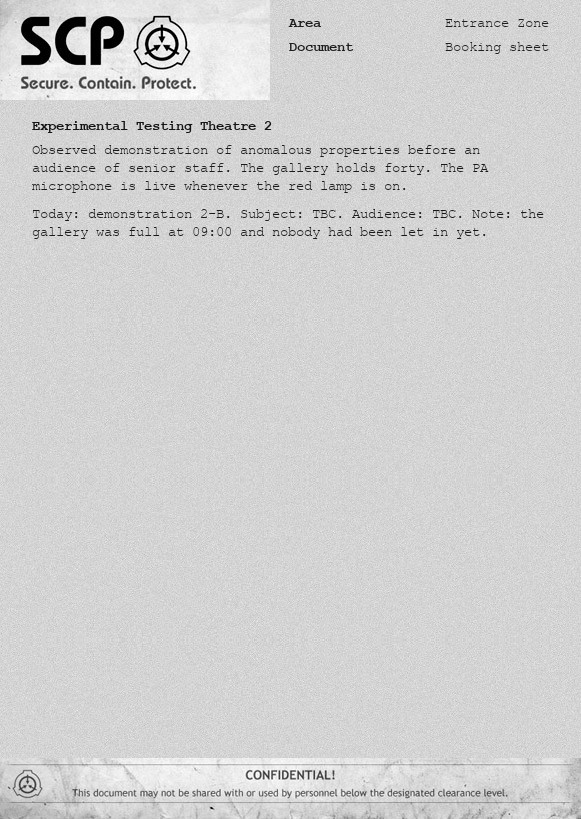 SCP
Secure. Contain. Protect.
Area Entrance Zone
Document Booking sheet
Experimental Testing Theatre 2
Observed demonstration of anomalous properties before an
audience of senior staff. The gallery holds forty. The PA
microphone is live whenever the red lamp is on.
Today: demonstration 2-B. Subject: TBC. Audience: TBC. Note: the
gallery was full at 09:00 and nobody had been let in yet.
CONFIDENTIAL!
This document may not be shared with or used by personnel below the designated clearance level.